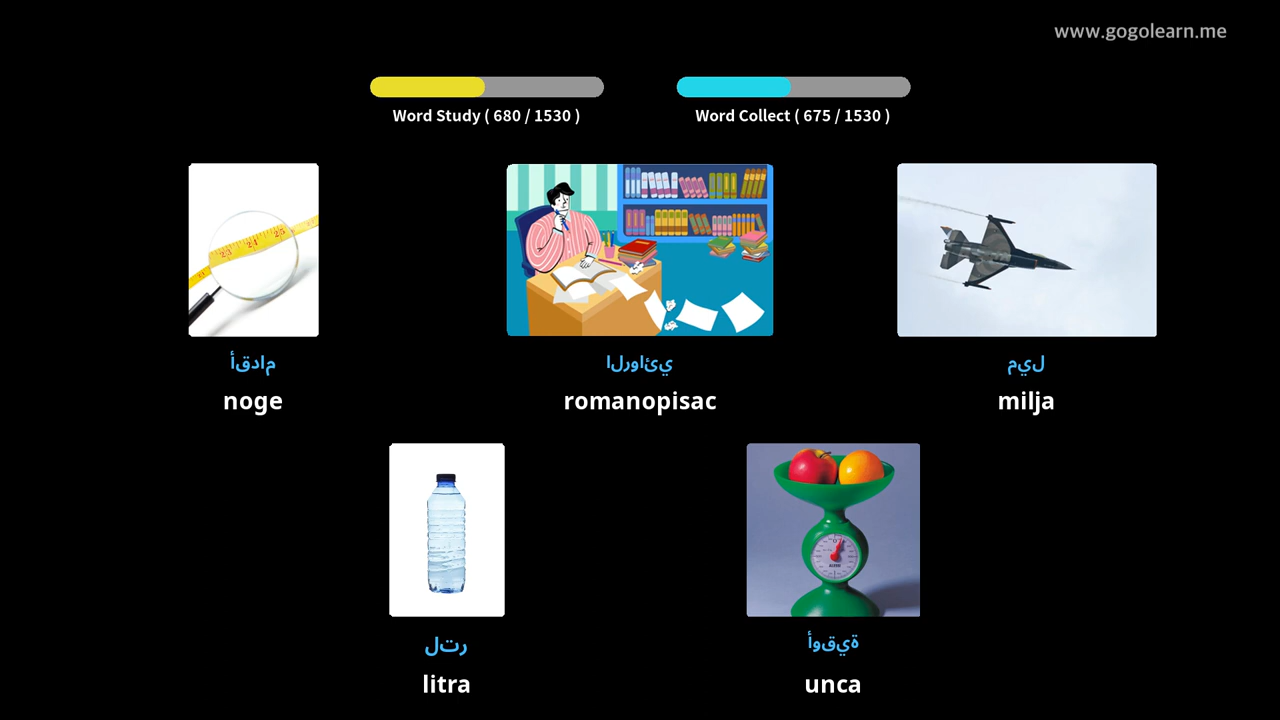 www.gogolearn.me
Word Study ( 680 / 1530 )
Word Collect ( 675 / 1530 )
أقدام
noge
الروائي
romanopisac
ميل
milja
لتر
litra
أوقية
unca